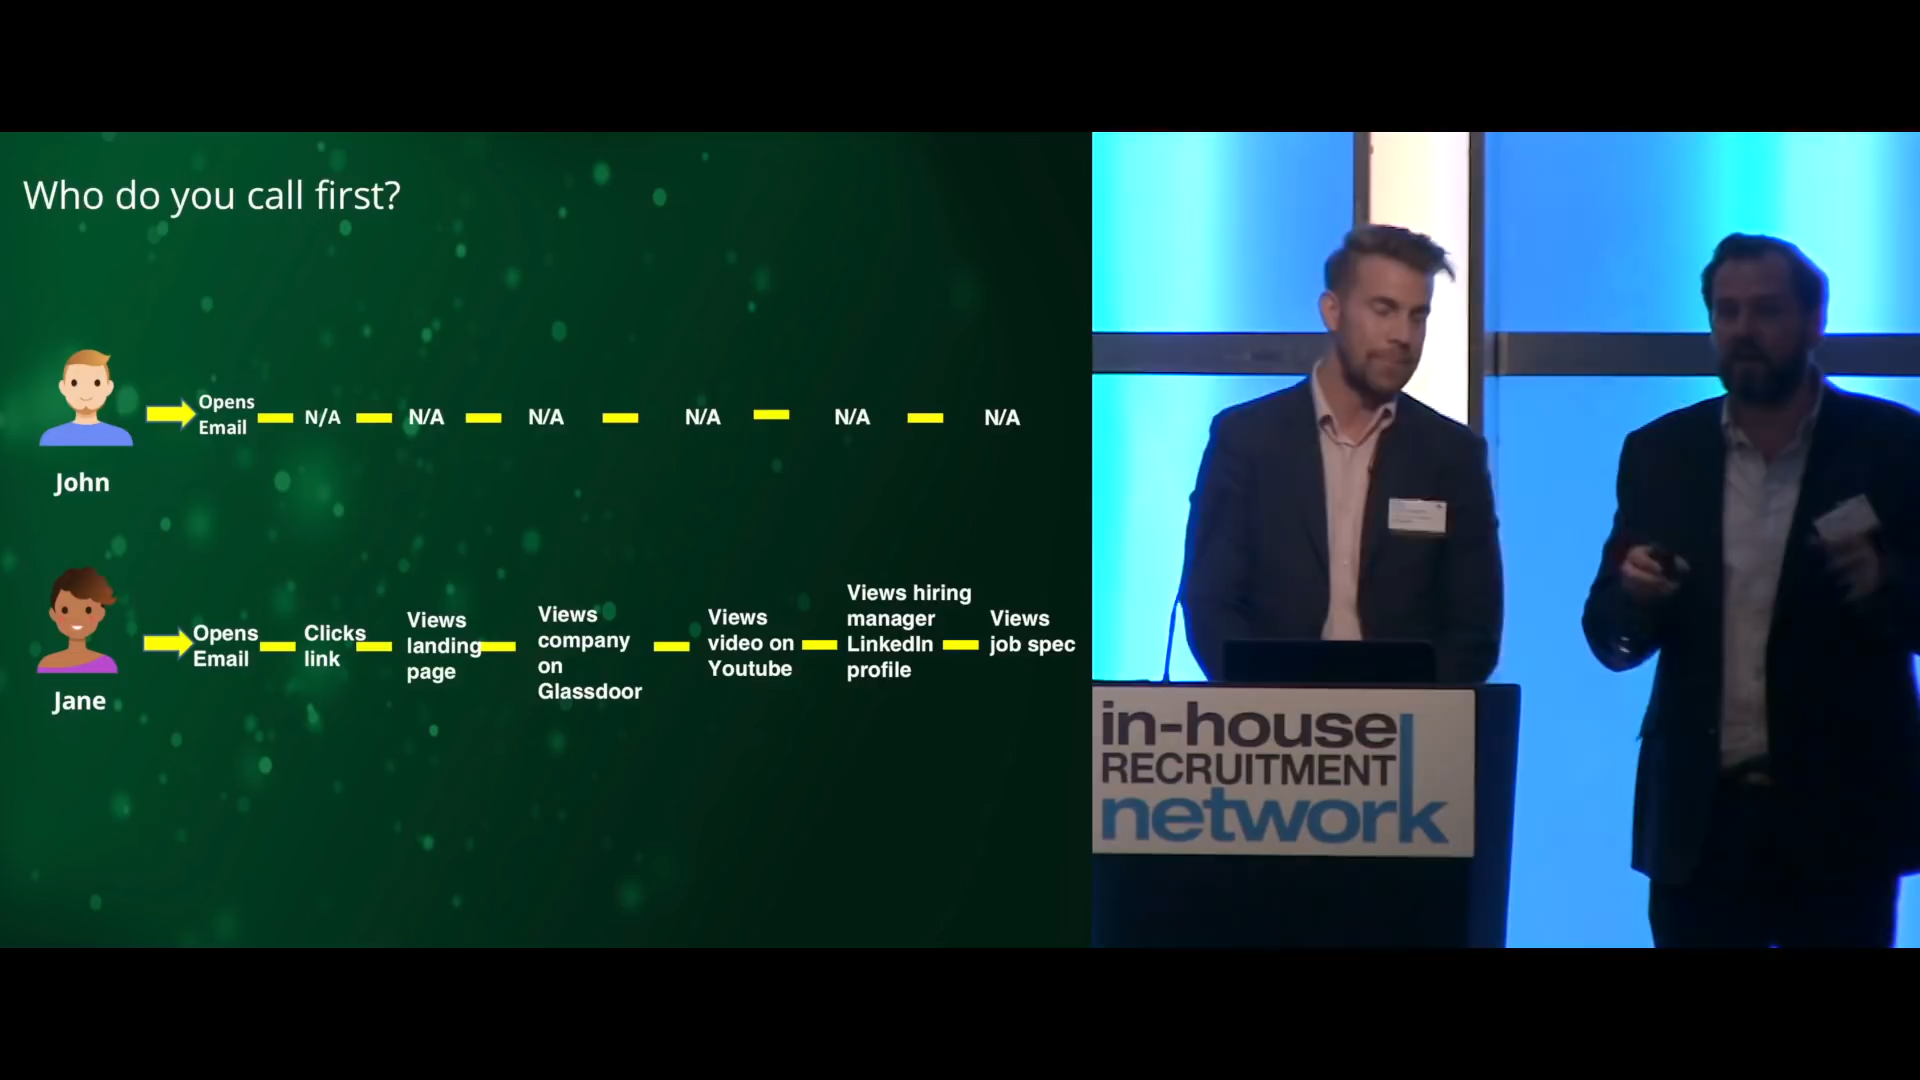 Who do you call first?
Opens
Email
N/A
N/A
N/A
N/A
N/A
N/A
John
Opens
Email
Clicks
link
Views
landing
page
Views
company
on
Glassdoor
Views
video on
Youtube
Views hiring
manager
LinkedIn
profile
Views
job spec
Jane
in-house
RECRUITMENT
network